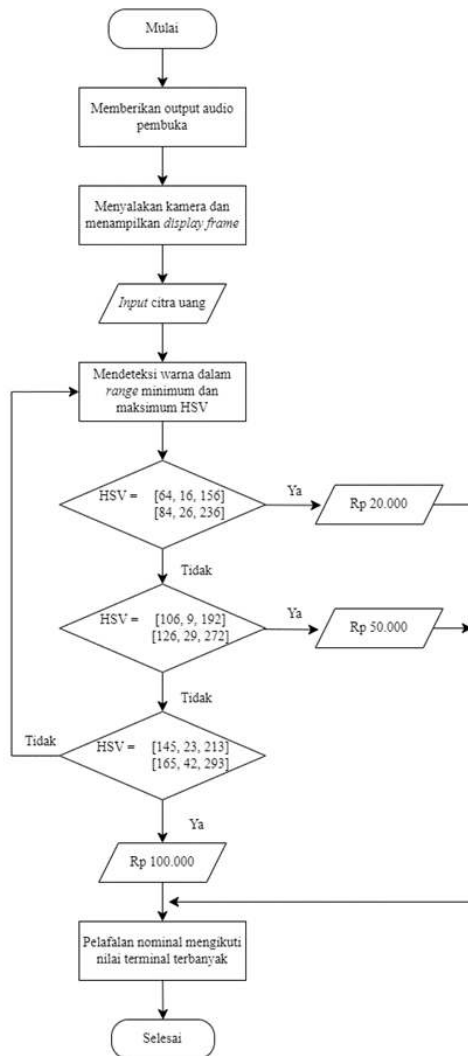 Mulai
Memberikan output audio
pembuka
Menyalakan kamera dan
menampilkan display frame
Input citra uang
Mendeteksi warna dalam
range minimum dan
maksimum HSV
HSV = [64, 16, 156]
[84, 26, 236]
Ya
Rp 20.000
Tidak
HSV = [106, 9, 192]
[126, 29, 272]
Ya
Rp 50.000
Tidak
Tidak
HSV = [145, 23, 213]
[165, 42, 293]
Ya
Rp 100.000
Pelafalan nominal mengikuti
nilai terminal terbanyak
Selesai